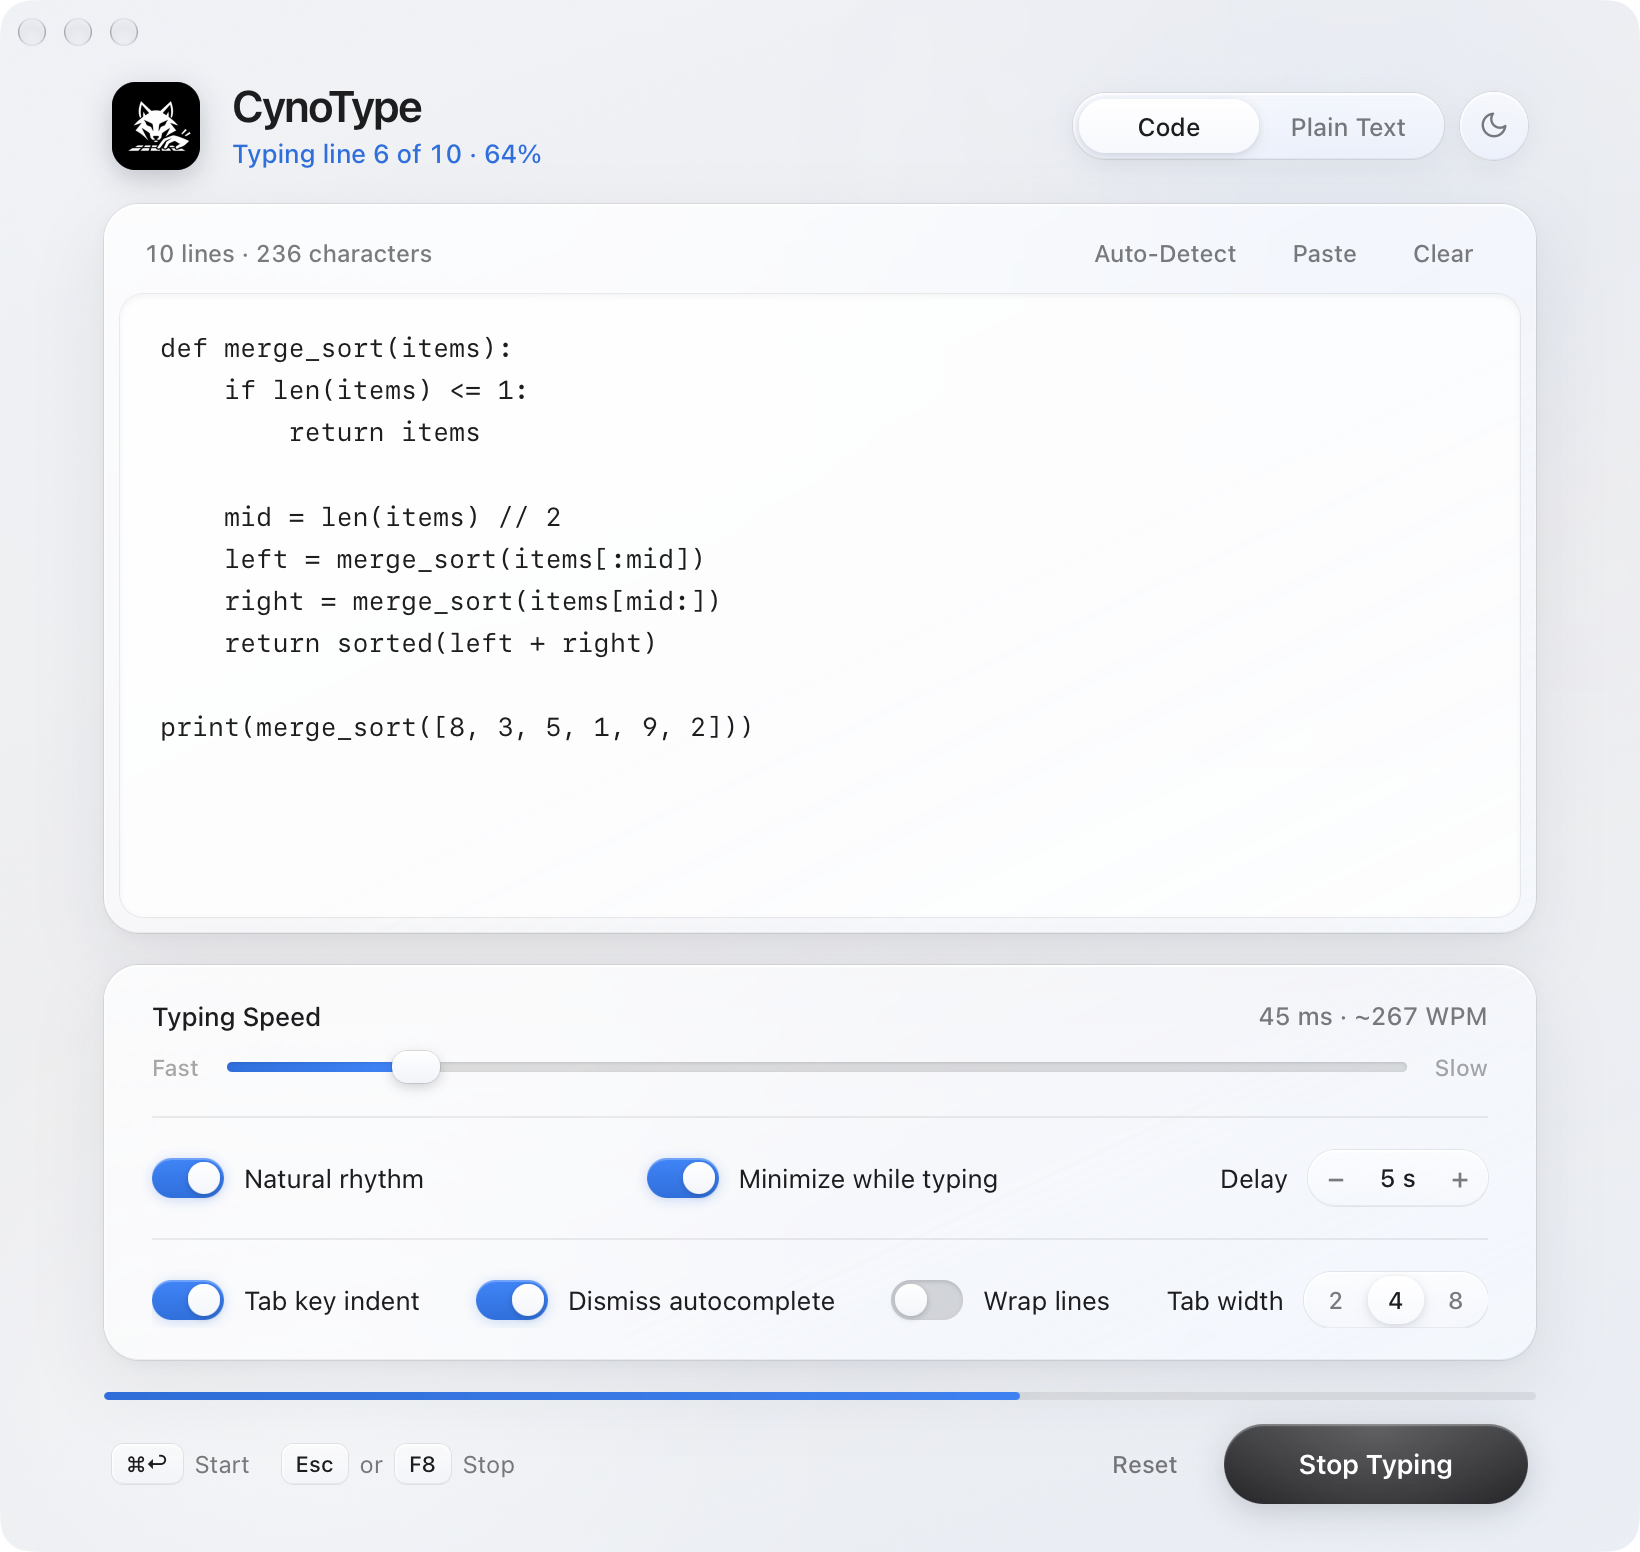 CynoType
Typing line 6 of 10 · 64%
Code
Plain Text
10 lines · 236 characters
Auto-Detect
Paste
Clear
def merge_sort(items):
    if len(items) <= 1:
        return items

    mid = len(items) // 2
    left = merge_sort(items[:mid])
    right = merge_sort(items[mid:])
    return sorted(left + right)

print(merge_sort([8, 3, 5, 1, 9, 2]))
Typing Speed
45 ms · ~267 WPM
Fast
Slow
Natural rhythm
Minimize while typing
Delay
− 5 s +
Tab key indent
Dismiss autocomplete
Wrap lines
Tab width
2 4 8
⌘↩ Start
Esc or F8 Stop
Reset
Stop Typing